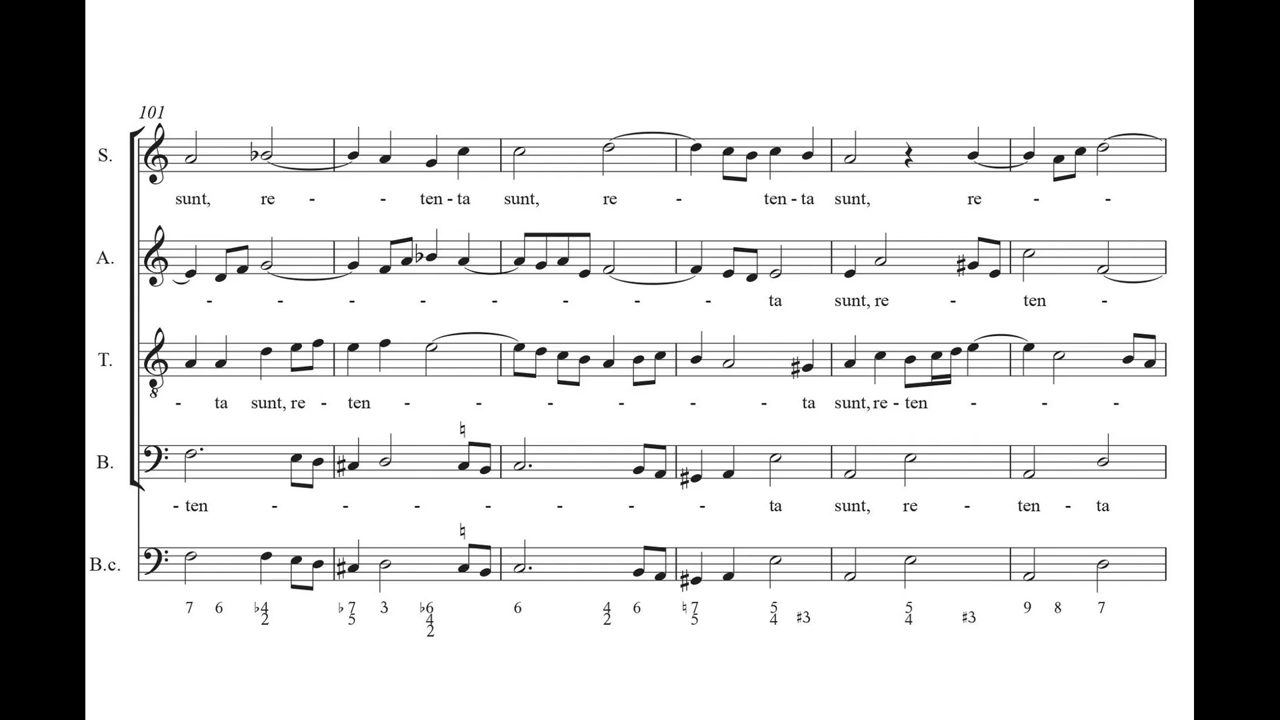 101
S.
sunt, re - - ten - ta sunt, re - ten - ta sunt, re - -
A.
- - - - - - - - ta sunt, re - ten -
T.
- ta sunt, re - ten - - - - - - ta sunt, re - ten - - -
B.
- ten - - - - - - - - ta sunt, re - ten - ta
B.c.
7 6 ♭4 ♭7 3 ♭6 6 4 6 ♮7 5 5 9 8 7
2 5 4 2 5 4 ♯3 4 ♯3
2